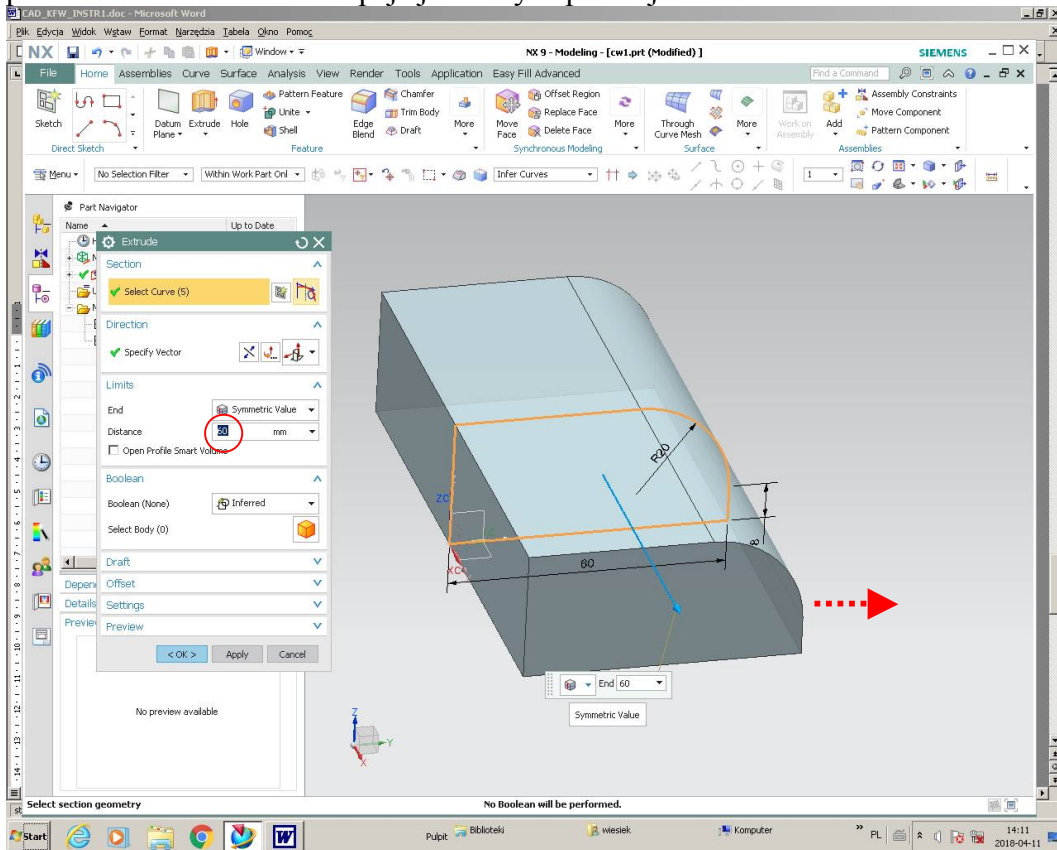 CAD_KFW_INSTR1.doc - Microsoft Word
Plik Edycja Widok Wstaw Format Narzędzia Tabela Okno Pomoc
NX Window NX 9 - Modeling - [cw1.prt (Modified) ] SIEMENS
File Home Assemblies Curve Surface Analysis View Render Tools Application Easy Fill Advanced Find a Command
Sketch Datum Plane Extrude Hole Pattern Feature Unite Shell Edge Blend Chamfer Trim Body Draft More Move Face Offset Region Replace Face Delete Face More Through Curve Mesh More Work on Assembly Add Assembly Constraints Move Component Pattern Component
Direct Sketch Feature Synchronous Modeling Surface Assemblies
Menu No Selection Filter Within Work Part Onl Infer Curves 1
Part Navigator
Name Up to Date
Extrude
Section
Select Curve (5)
Direction
Specify Vector
Limits
End Symmetric Value
Distance 60 mm
Open Profile Smart Volume
Boolean
Boolean (None) Inferred
Select Body (0)
Draft
Offset
Settings
Preview
< OK > Apply Cancel
Depen
Details
Preview
No preview available
R20
8
60
ZC
XC
End 60
Symmetric Value
Z
Y
X
Select section geometry No Boolean will be performed.
Start Pulpit Biblioteki wiesiek Komputer PL 14:11
2018-04-11